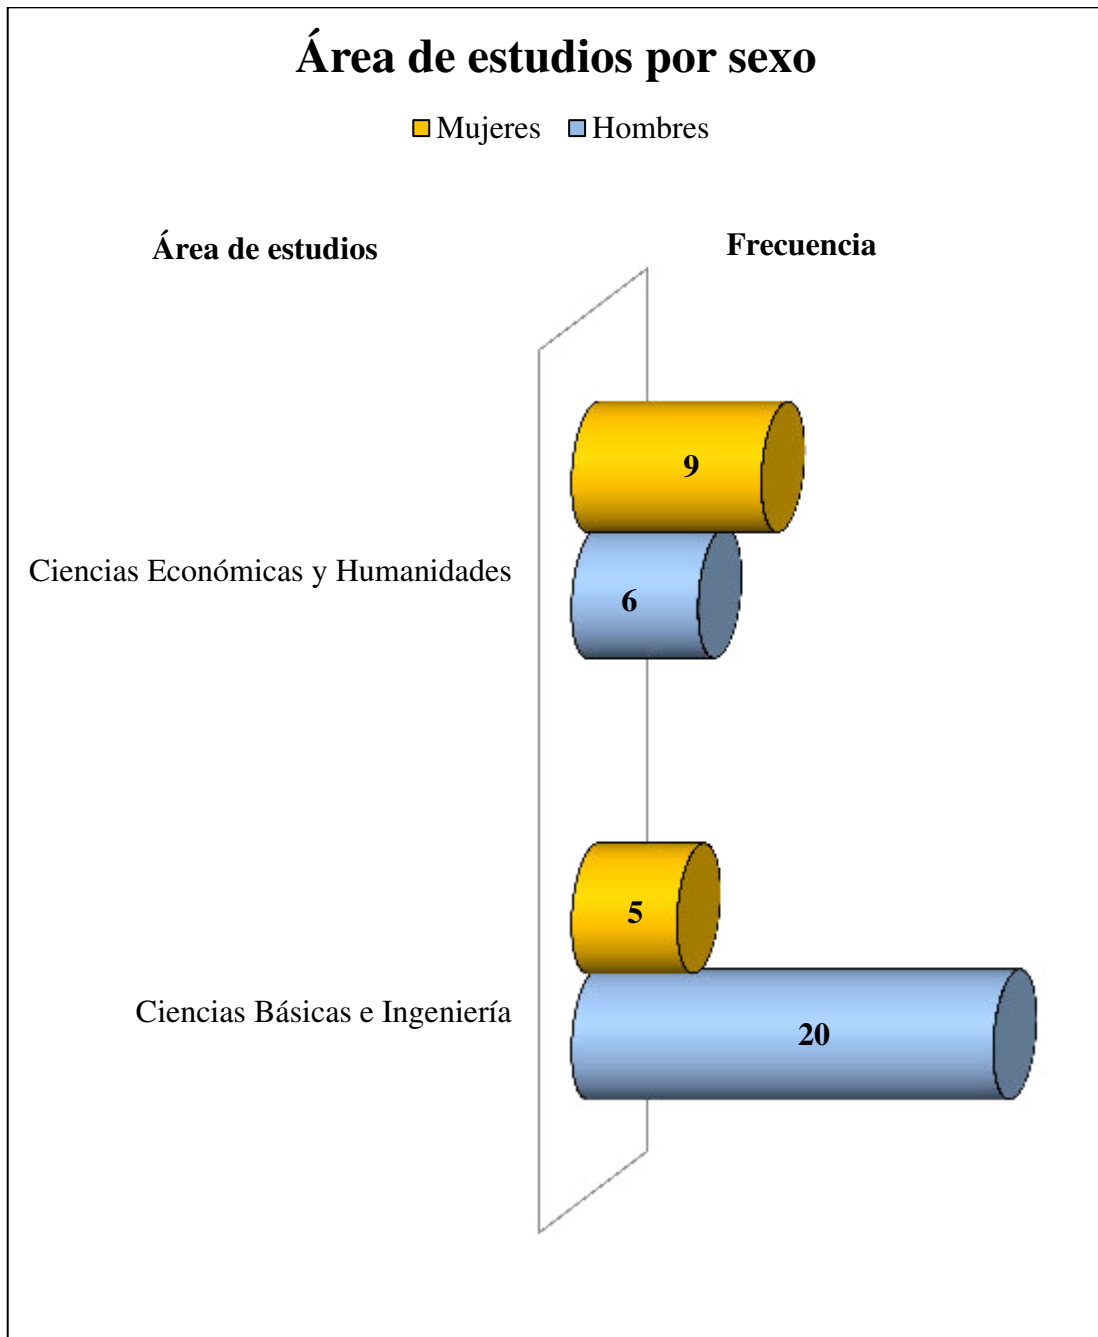 Área de estudios por sexo
Mujeres Hombres
Área de estudios
Frecuencia
9
Ciencias Económicas y Humanidades
6
5
Ciencias Básicas e Ingeniería
20